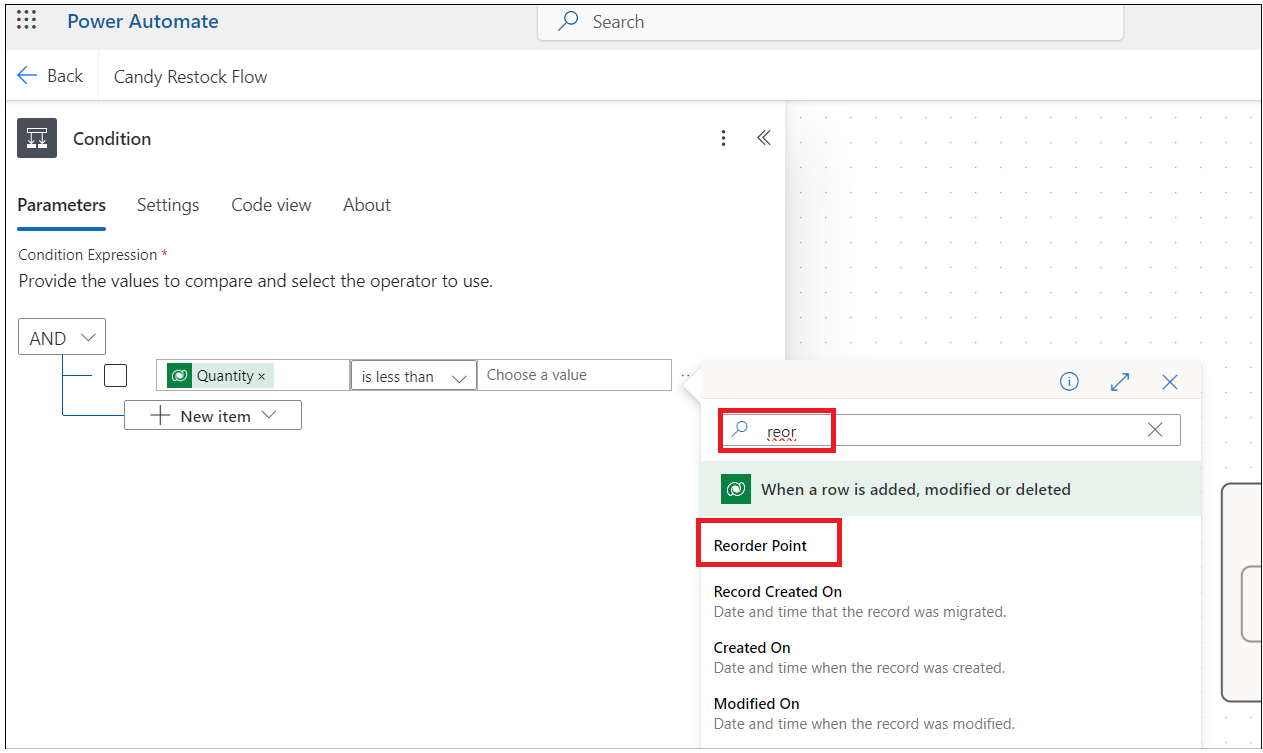 Power Automate
Search
Back
Candy Restock Flow
Condition
Parameters Settings Code view About
Condition Expression *
Provide the values to compare and select the operator to use.
AND
Quantity × is less than Choose a value ...
New item
reor
When a row is added, modified or deleted
Reorder Point
Record Created On
Date and time that the record was migrated.
Created On
Date and time when the record was created.
Modified On
Date and time when the record was modified.